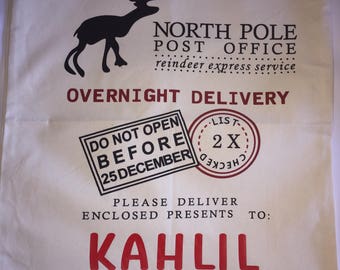 NORTH POLE
POST OFFICE
reindeer express service
OVERNIGHT DELIVERY
DO NOT OPEN
BEFORE
25 DECEMBER
LIST
2 X
CHECKED
PLEASE DELIVER
ENCLOSED PRESENTS TO:
KAHLIL